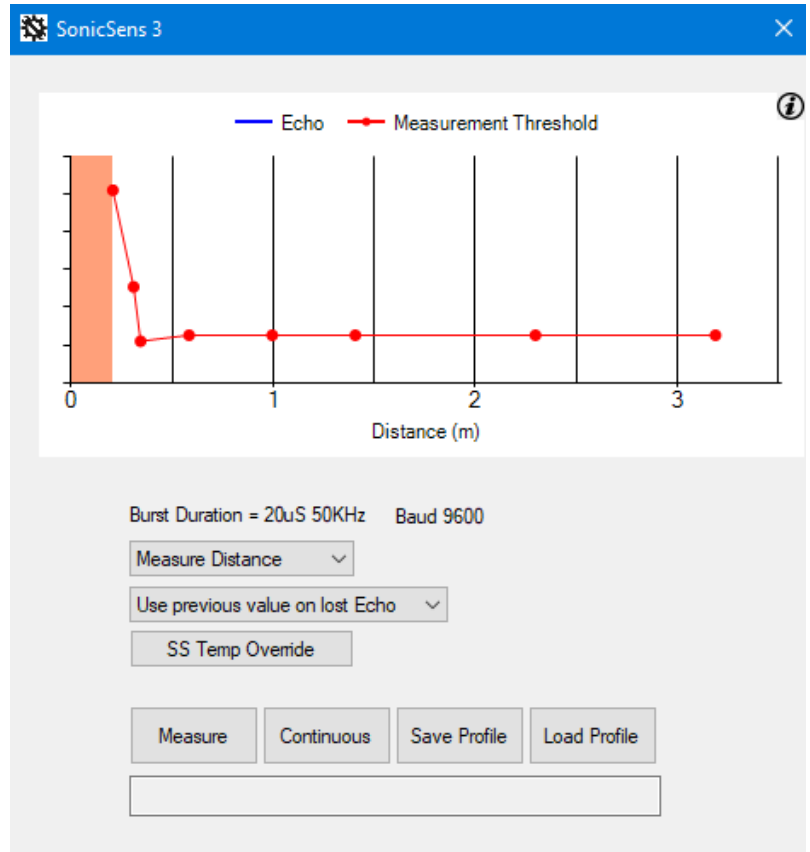 SonicSens 3
Echo Measurement Threshold
0 1 2 3
Distance (m)
Burst Duration = 20uS 50KHz Baud 9600
Measure Distance
Use previous value on lost Echo
SS Temp Override
Measure Continuous Save Profile Load Profile